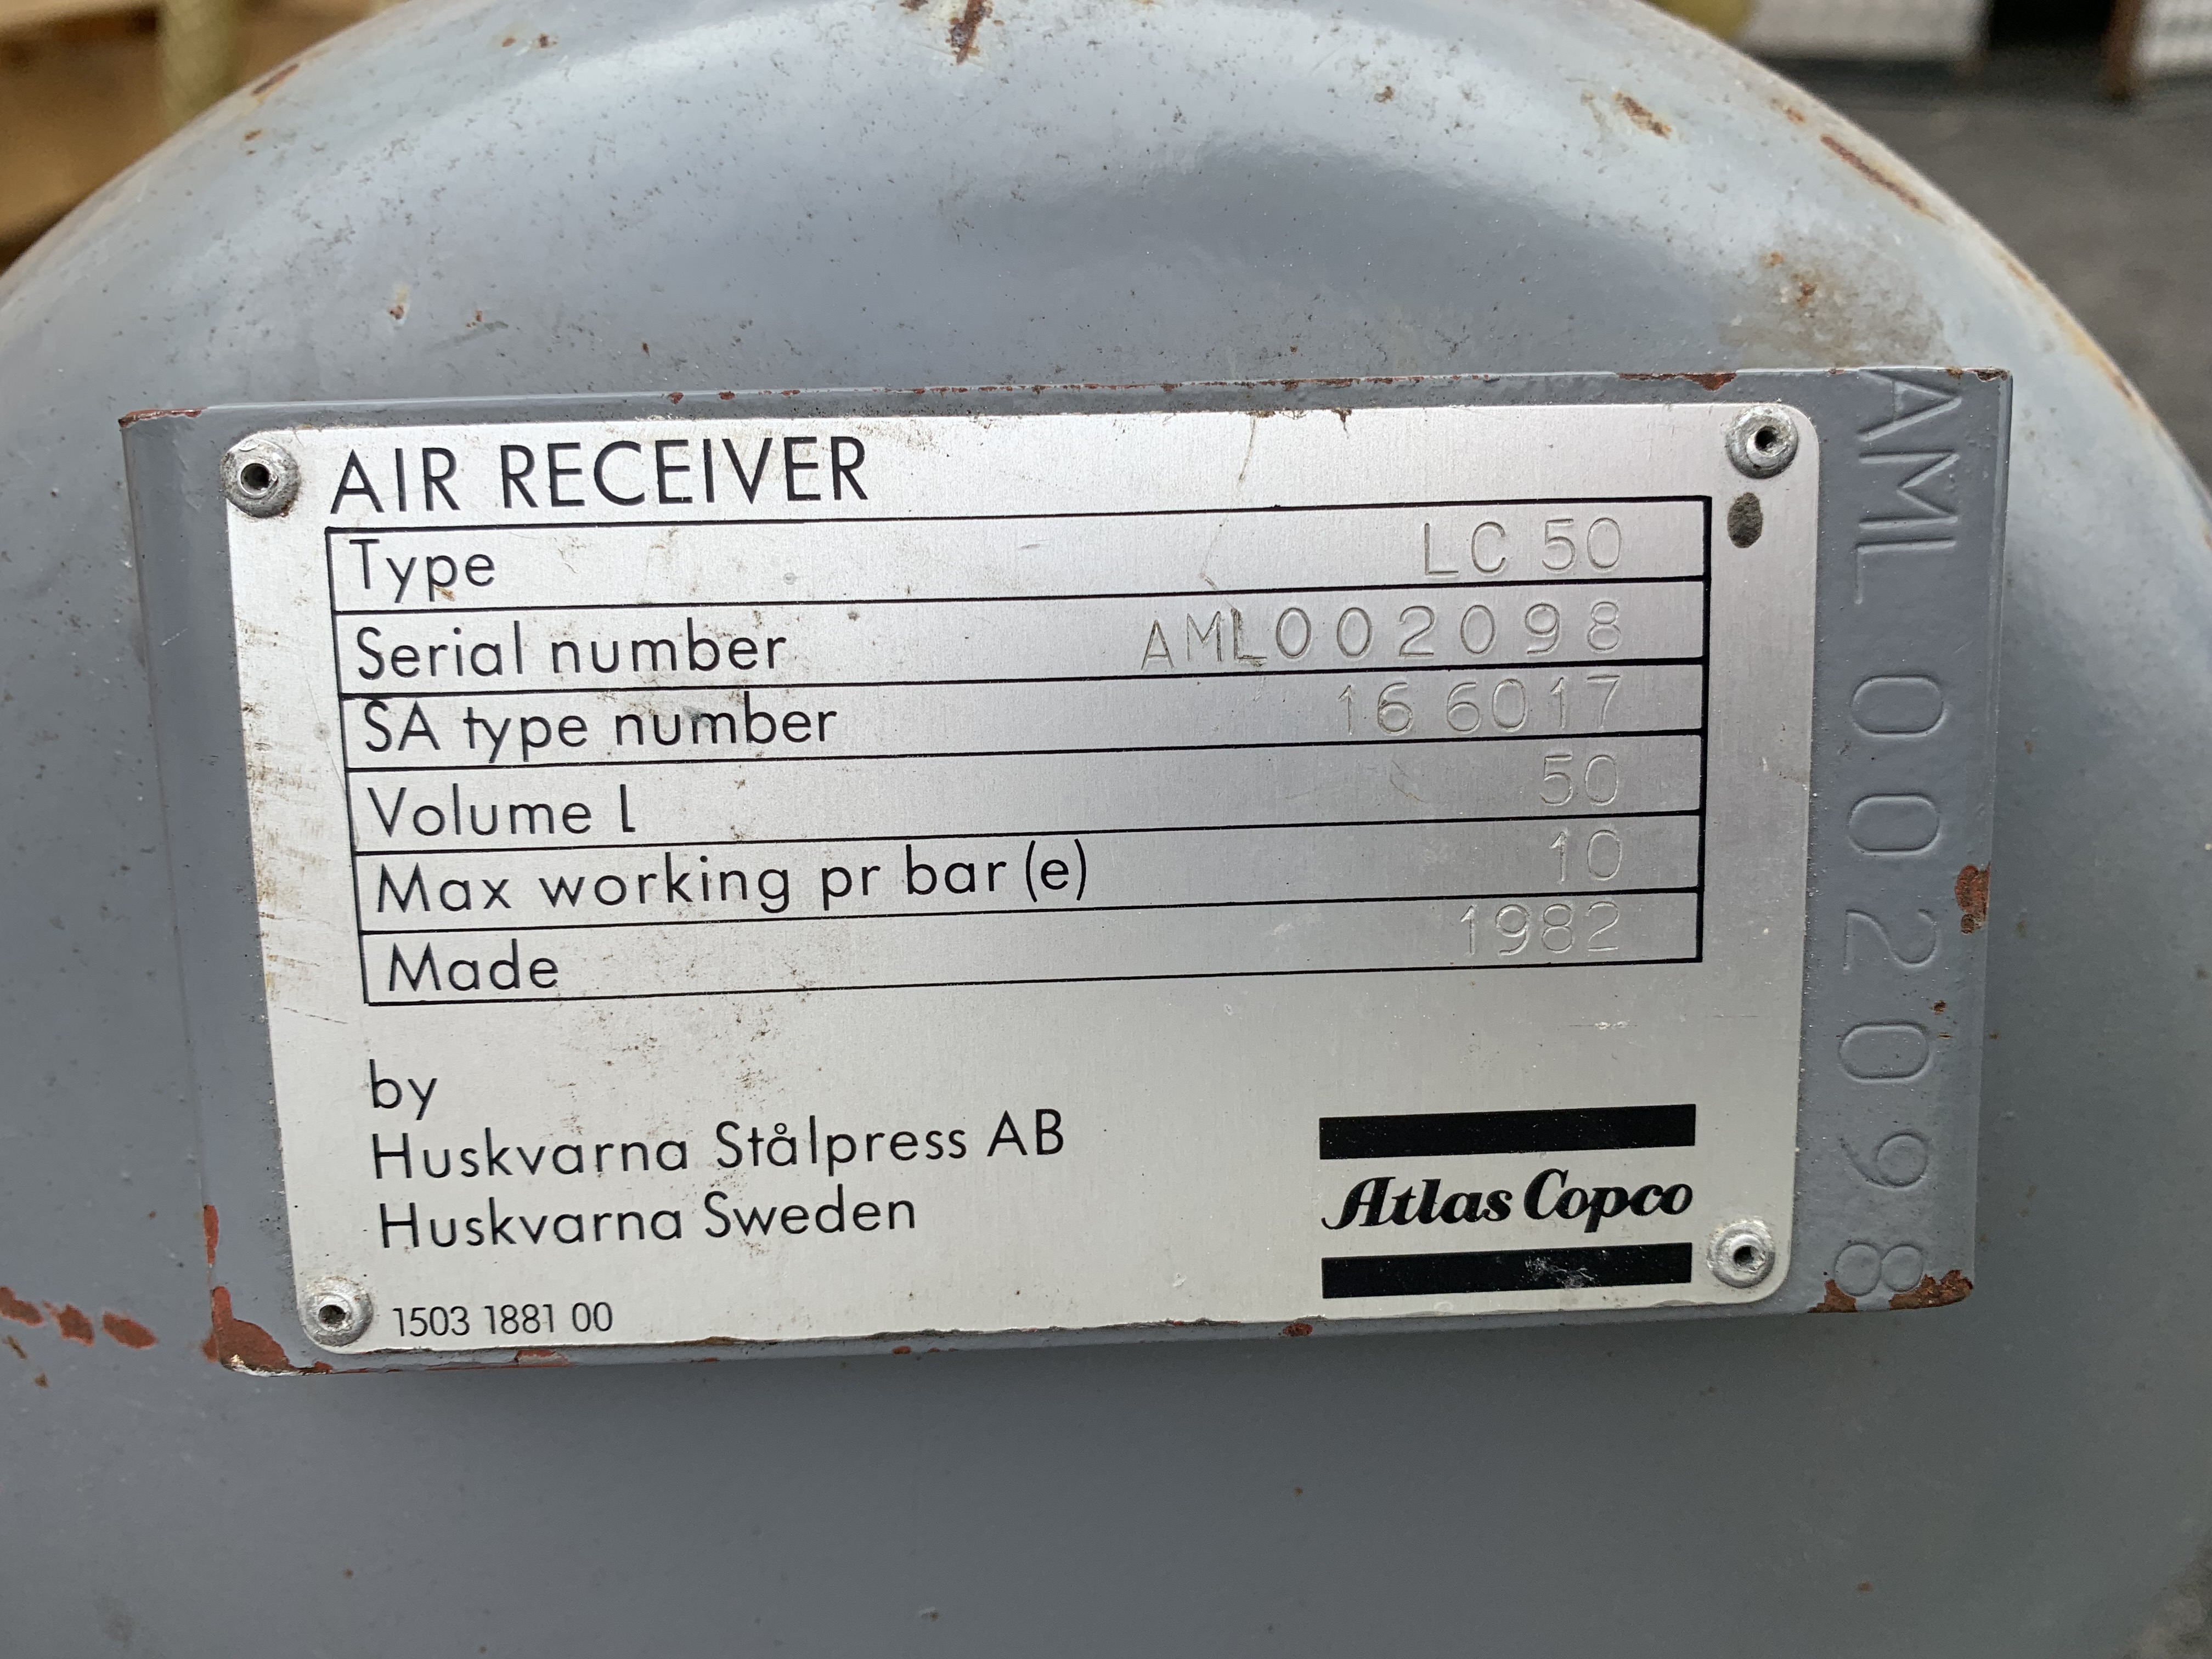 AIR RECEIVER
Type LC 50
Serial number AML002098
SA type number 16 6017
Volume l 50
Max working pr bar (e) 10
Made 1982
by
Huskvarna Stålpress AB
Huskvarna Sweden
Atlas Copco
1503 1881 00
AML 002098